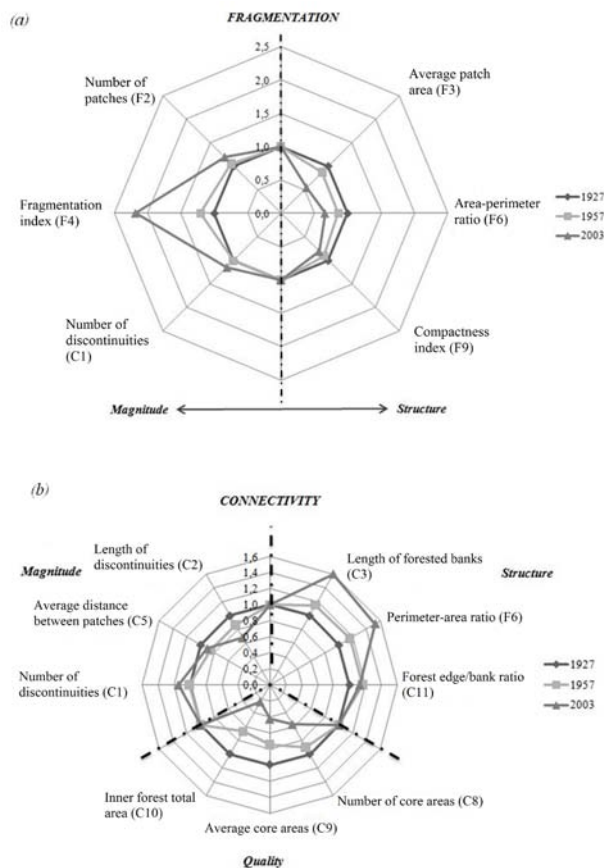 (a)
FRAGMENTATION
2,5
Number of
patches (F2)
2,0
Average patch
area (F3)
1,5
1,0
0,5
Fragmentation
index (F4)
0,0
Area-perimeter
ratio (F6)
1927
1957
2003
Number of
discontinuities
(C1)
Compactness
index (F9)
Magnitude
Structure
(b)
CONNECTIVITY
Magnitude
Length of
discontinuities (C2)
1,6
1,4
1,2
1,0
0,8
0,6
0,4
0,2
0,0
Length of forested banks
(C3)
Structure
Average distance
between patches (C5)
Perimeter-area ratio (F6)
Number of
discontinuities (C1)
Forest edge/bank ratio
(C11)
1927
1957
2003
Inner forest total
area (C10)
Number of core areas (C8)
Average core areas (C9)
Quality